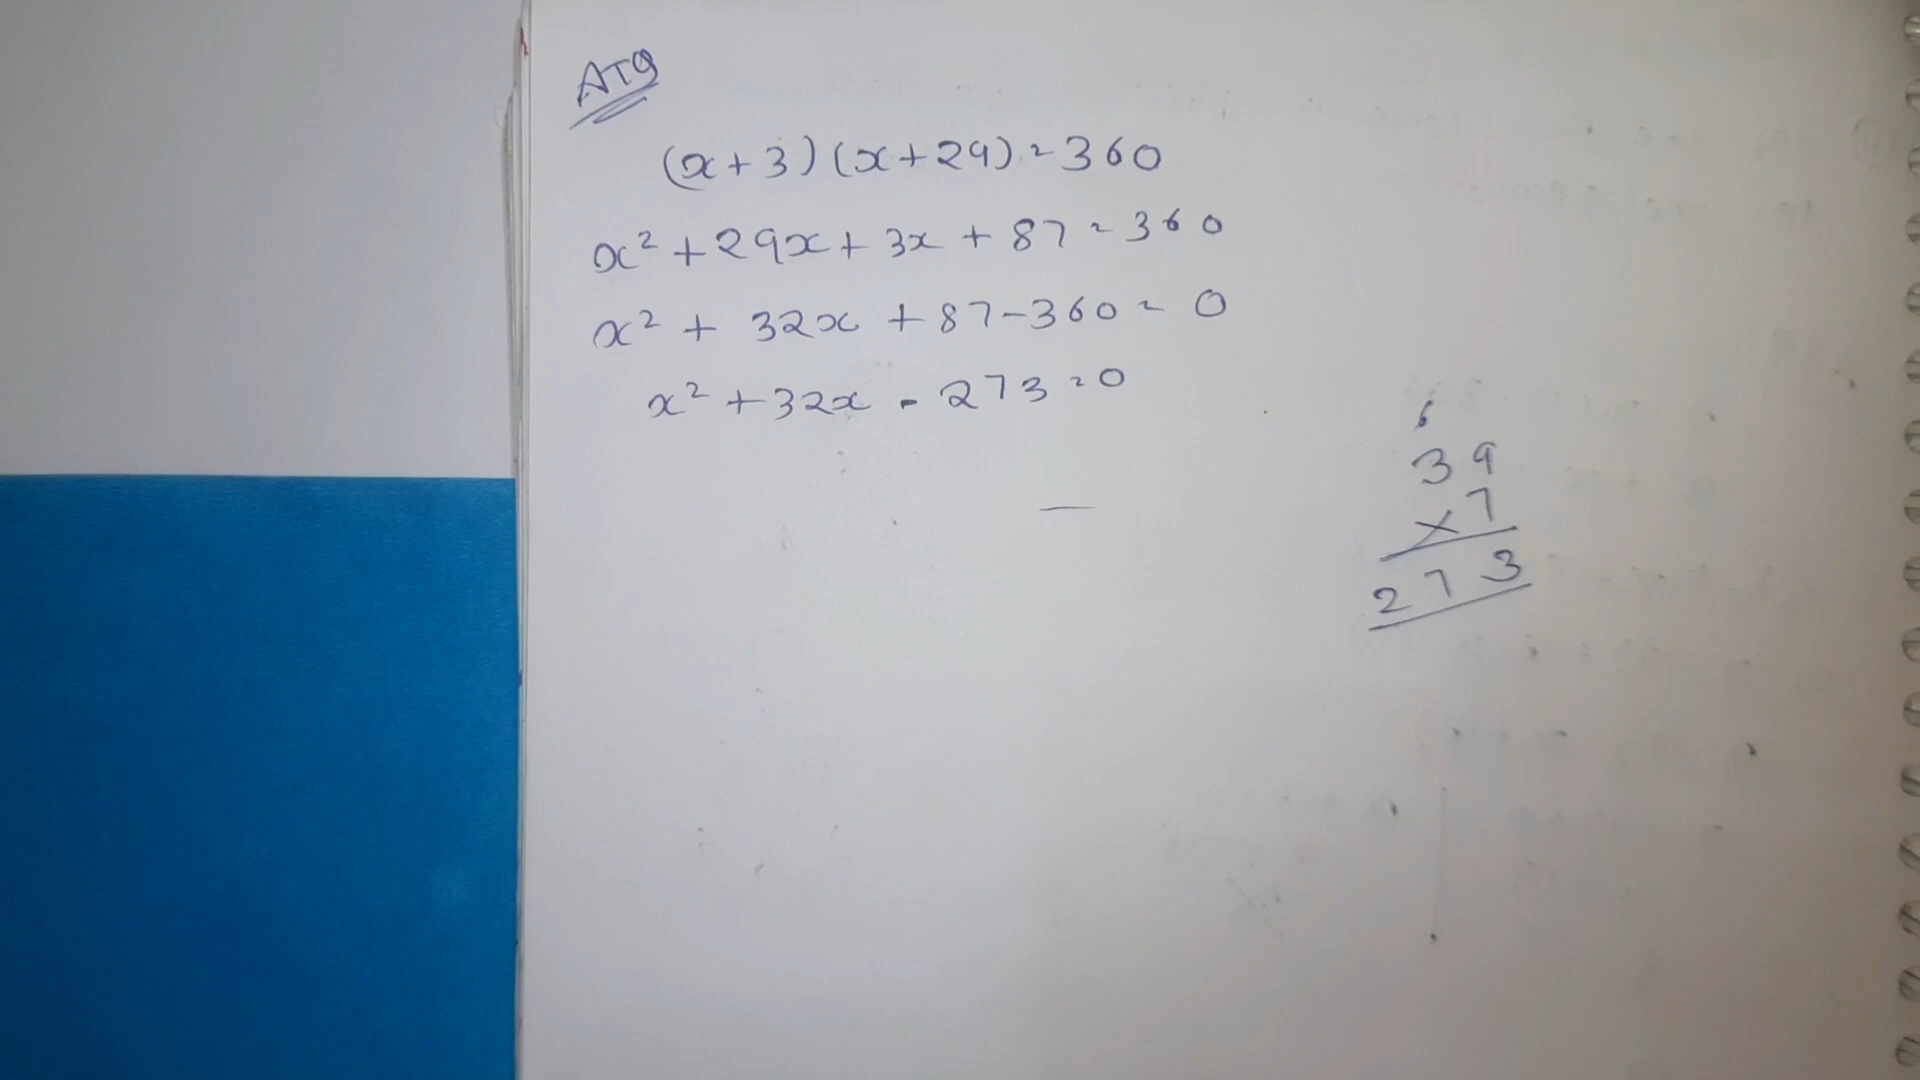 ATQ
(x+3)(x+29)=360
x²+29x+3x+87=360
x²+32x+87-360=0
x²+32x-273=0
6
39
×7
273